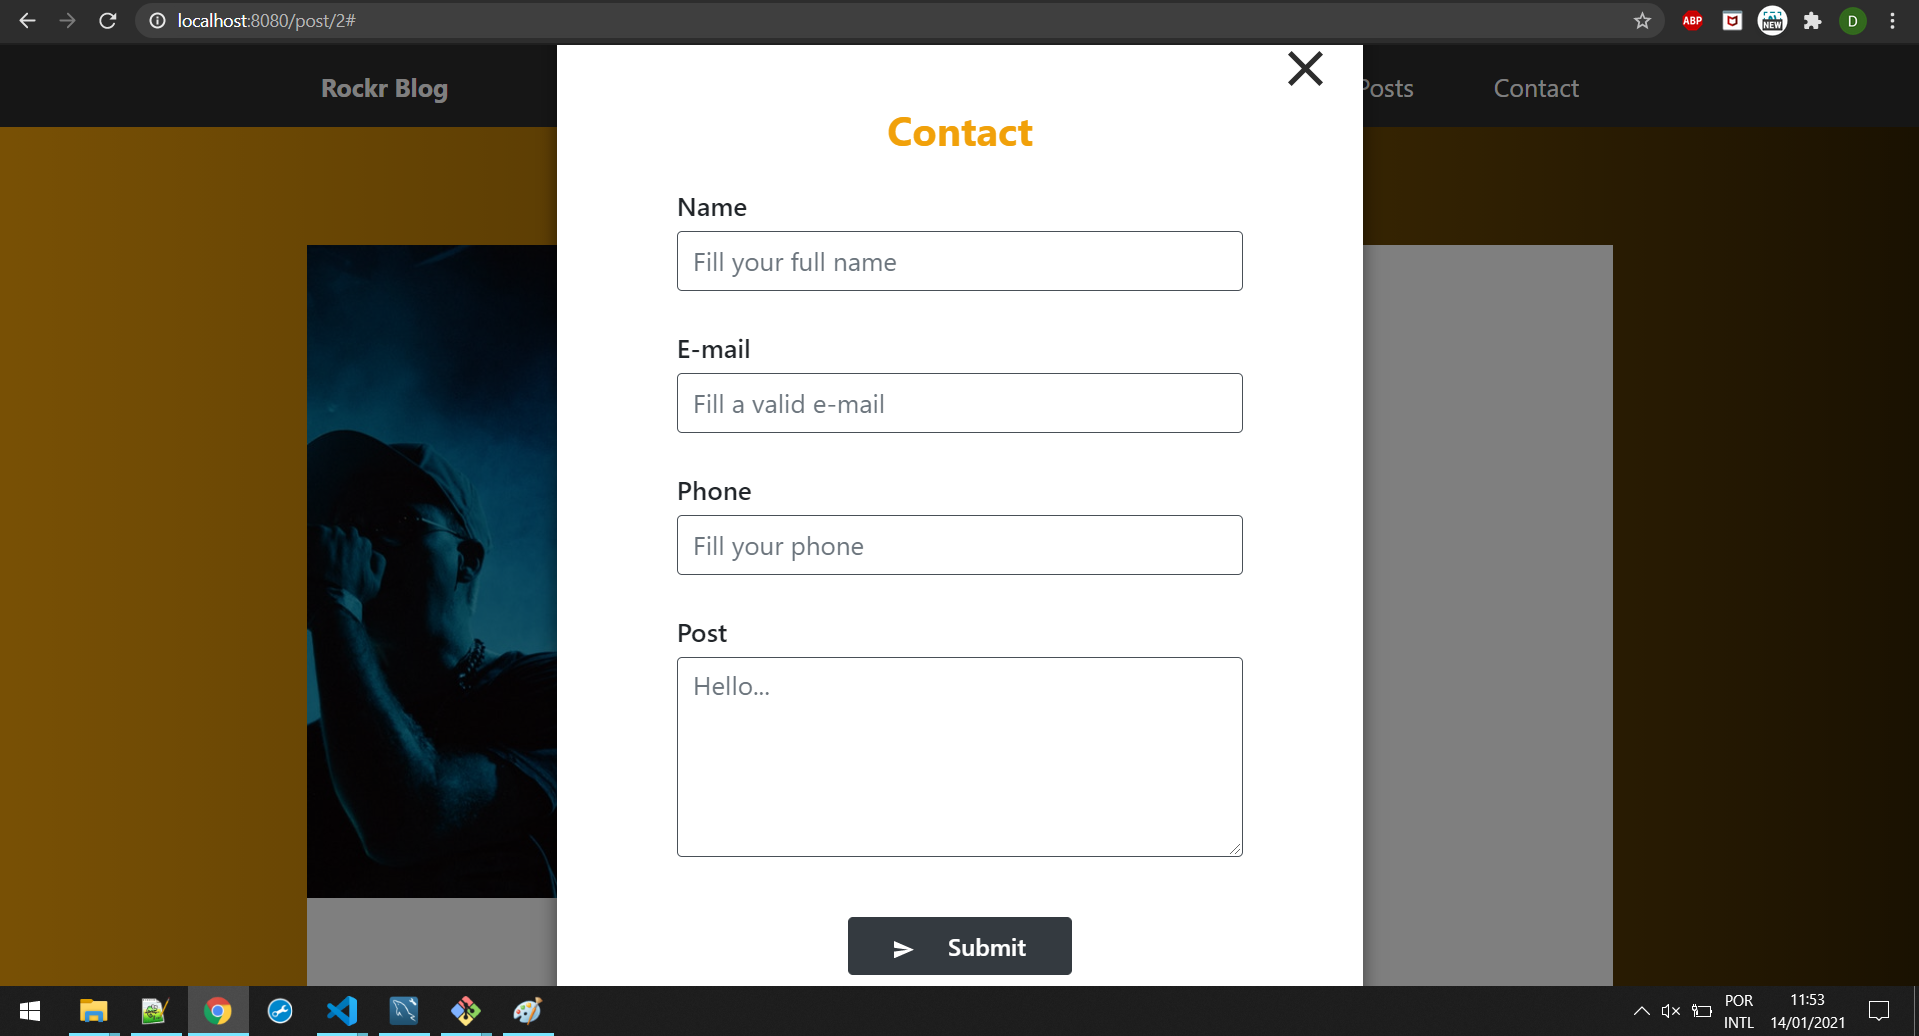 localhost:8080/post/2#
ABP
NEW
D
Rockr Blog
Posts
Contact
Contact
Name
Fill your full name
E-mail
Fill a valid e-mail
Phone
Fill your phone
Post
Hello...
Submit
POR
INTL
11:53
14/01/2021